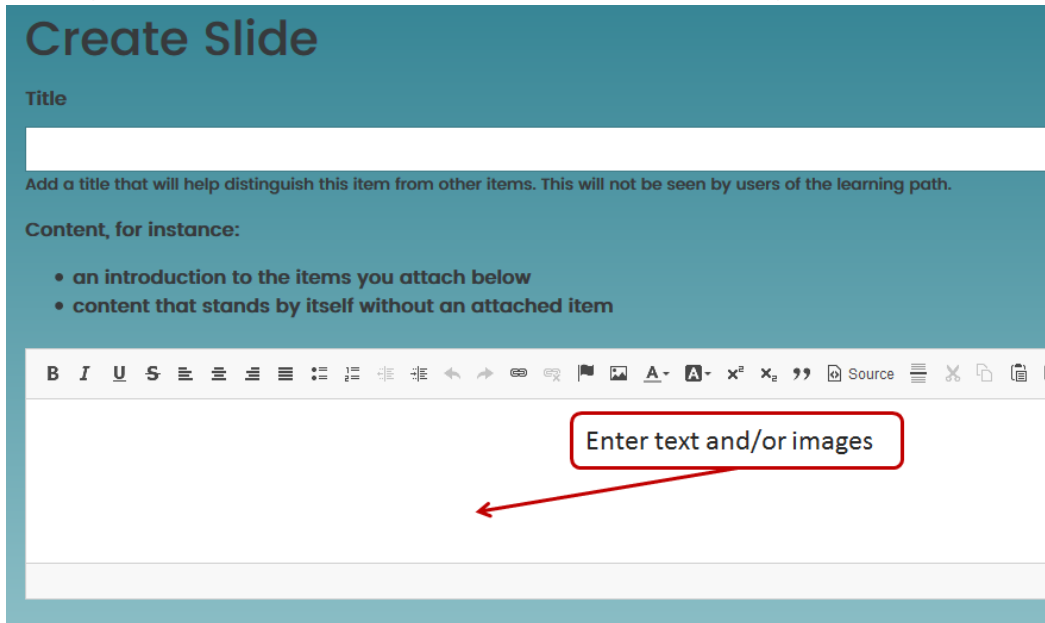 Create Slide
Title
Add a title that will help distinguish this item from other items. This will not be seen by users of the learning path.
Content, for instance:
• an introduction to the items you attach below
• content that stands by itself without an attached item
B I U S A A x² x₂ Source
Enter text and/or images